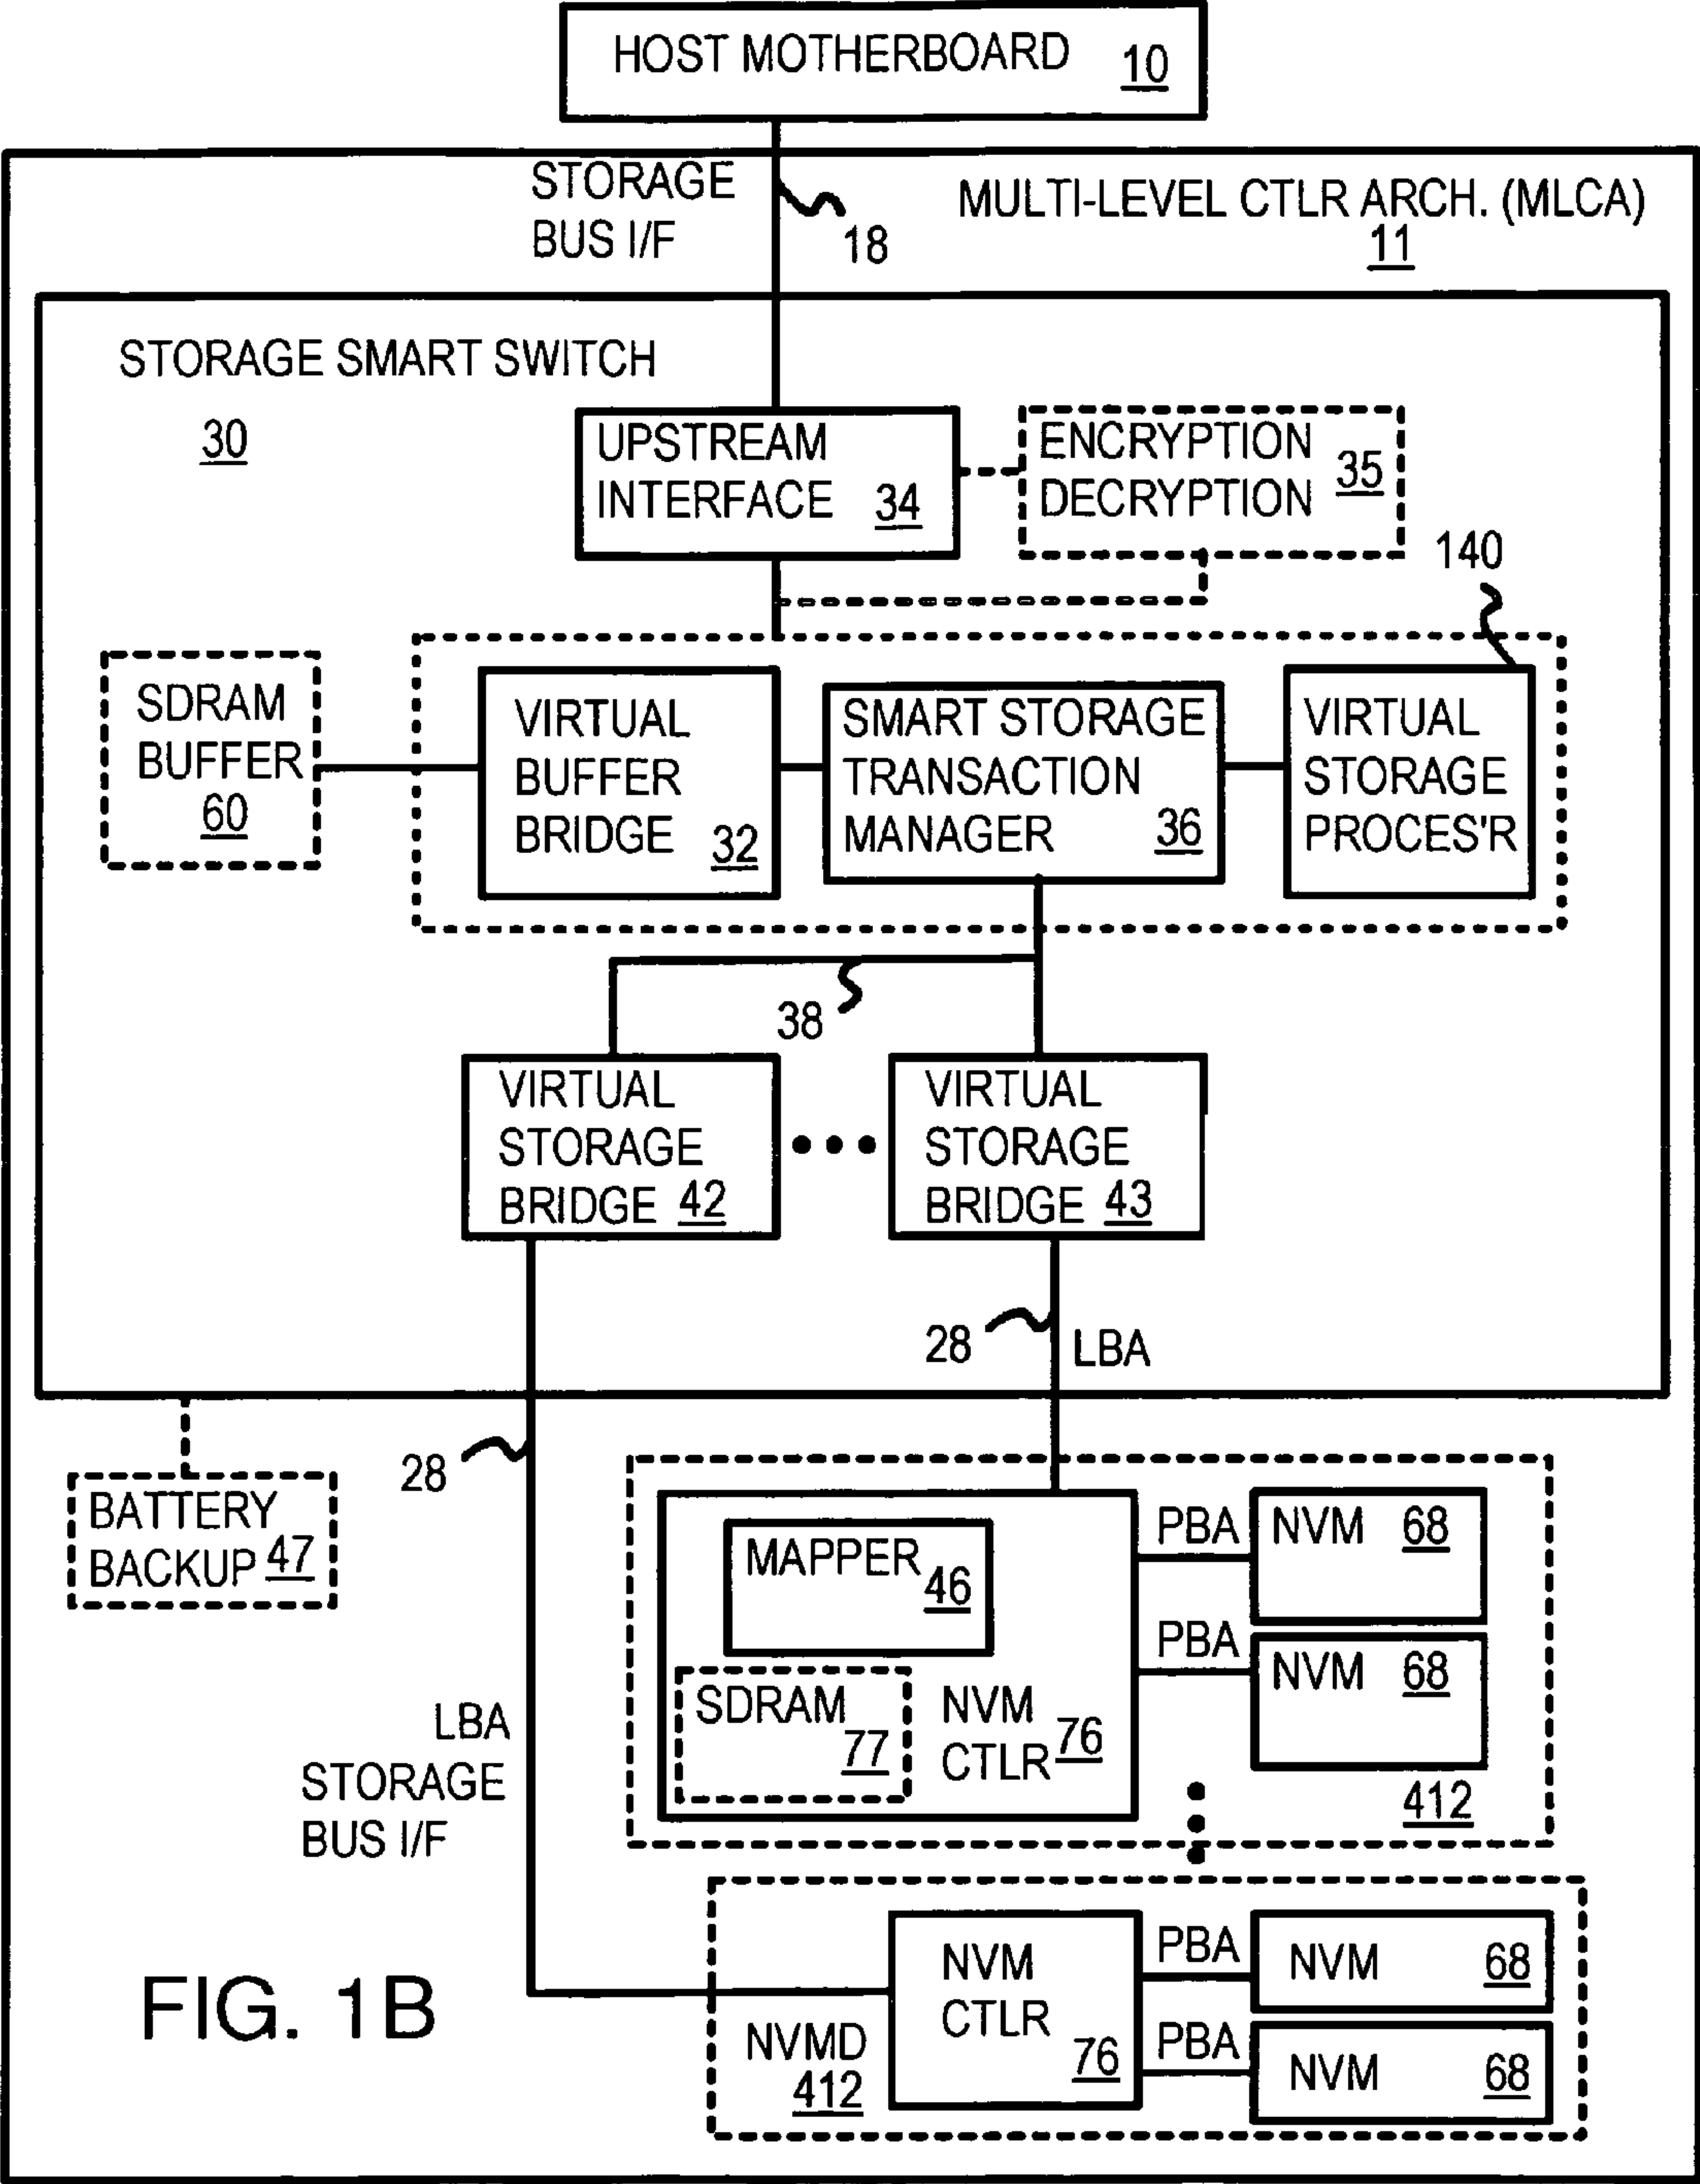 HOST MOTHERBOARD 10
STORAGE
BUS I/F
18
MULTI-LEVEL CTLR ARCH. (MLCA)
11
STORAGE SMART SWITCH
30
UPSTREAM
INTERFACE 34
ENCRYPTION
DECRYPTION 35
140
SDRAM
BUFFER
60
VIRTUAL
BUFFER
BRIDGE 32
SMART STORAGE
TRANSACTION
MANAGER 36
VIRTUAL
STORAGE
PROCES'R
38
VIRTUAL
STORAGE
BRIDGE 42
VIRTUAL
STORAGE
BRIDGE 43
28
LBA
28
BATTERY
BACKUP 47
MAPPER
46
SDRAM
77
NVM
CTLR 76
PBA
NVM 68
PBA
NVM 68
412
LBA
STORAGE
BUS I/F
NVM
CTLR
76
PBA
NVM 68
PBA
NVM 68
NVMD
412
FIG. 1B